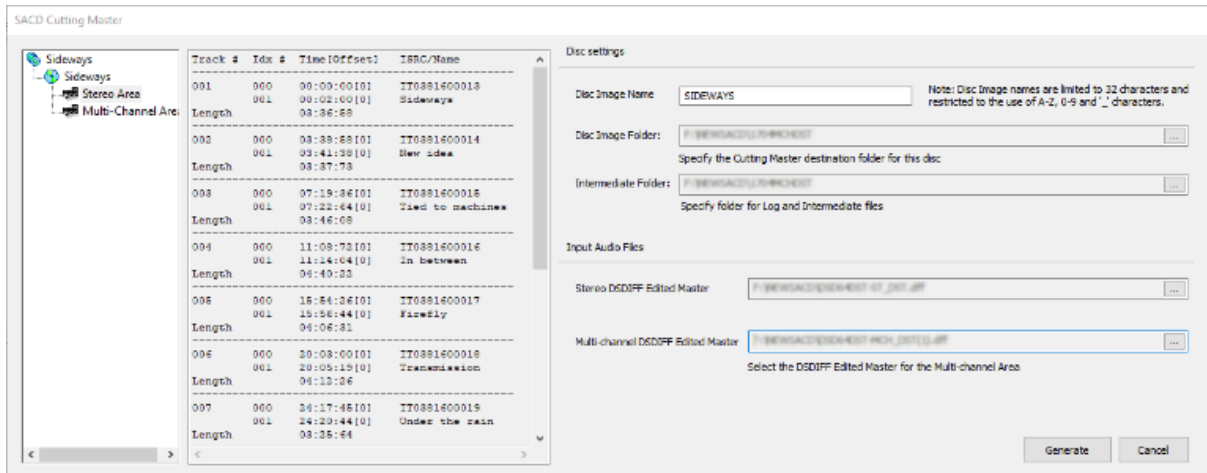 SACD Cutting Master
Sideways
Sideways
Stereo Area
Multi-Channel Are
Track # Idx # Time[Offset] ISRC/Name
001 000 00:00:00[0] IT0381600013
001 00:02:00[0] Sideways
Length 03:36:58
002 000 03:38:58[0] IT0381600014
001 03:41:38[0] New idea
Length 03:37:73
003 000 07:19:36[0] IT0381600015
001 07:22:64[0] Tied to machines
Length 03:46:08
004 000 11:08:72[0] IT0381600016
001 11:14:04[0] In between
Length 04:40:22
005 000 15:54:26[0] IT0381600017
001 15:56:44[0] Firefly
Length 04:06:31
006 000 20:03:00[0] IT0381600018
001 20:05:19[0] Transmission
Length 04:12:26
007 000 24:17:45[0] IT0381600019
001 24:20:44[0] Under the rain
Length 03:35:64
Disc settings
Disc Image Name SIDEWAYS
Note: Disc Image names are limited to 32 characters and
restricted to the use of A-Z, 0-9 and '_' characters.
Disc Image Folder: ...
Specify the Cutting Master destination folder for this disc
Intermediate Folder: ...
Specify folder for Log and Intermediate files
Input Audio Files
Stereo DSDIFF Edited Master ...
Multi-channel DSDIFF Edited Master ...
Select the DSDIFF Edited Master for the Multi-channel Area
Generate Cancel